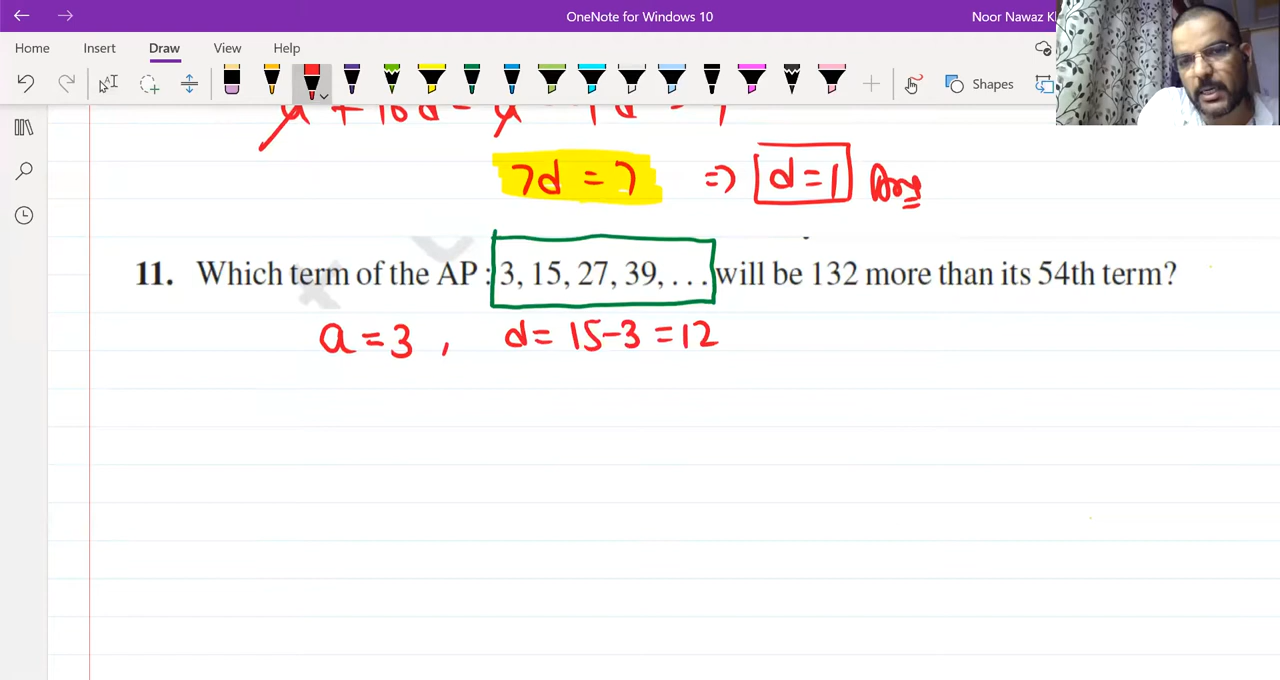 OneNote for Windows 10
Noor Nawaz K
Home Insert Draw View Help
Shapes
7d = 7 ⇒ d=1 Ans
11. Which term of the AP : 3, 15, 27, 39, . . . will be 132 more than its 54th term?
a = 3 , d = 15-3 = 12